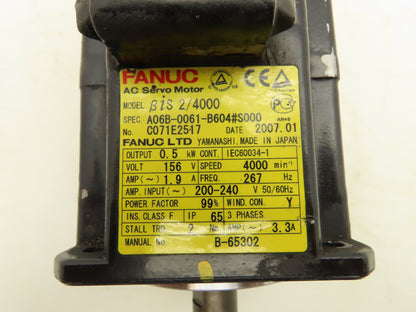 FANUC
AC Servo Motor
MODEL βiS 2/4000
SPEC. A06B-0061-B604#S000
No. C071E2517 DATE 2007.01
FANUC LTD YAMANASHI, MADE IN JAPAN
OUTPUT 0.5 kW CONT. IEC60034-1
VOLT 156 V SPEED 4000 min⁻¹
AMP(~) 1.9 A FREQ. 267 Hz
AMP. INPUT(~) 200-240 V 50/60Hz
POWER FACTOR 99% WIND.CON. Y
INS.CLASS F IP 65 3 PHASES
STALL TRQ. 2 Nm AMP(~) 3.3A
MANUAL No. B-65302